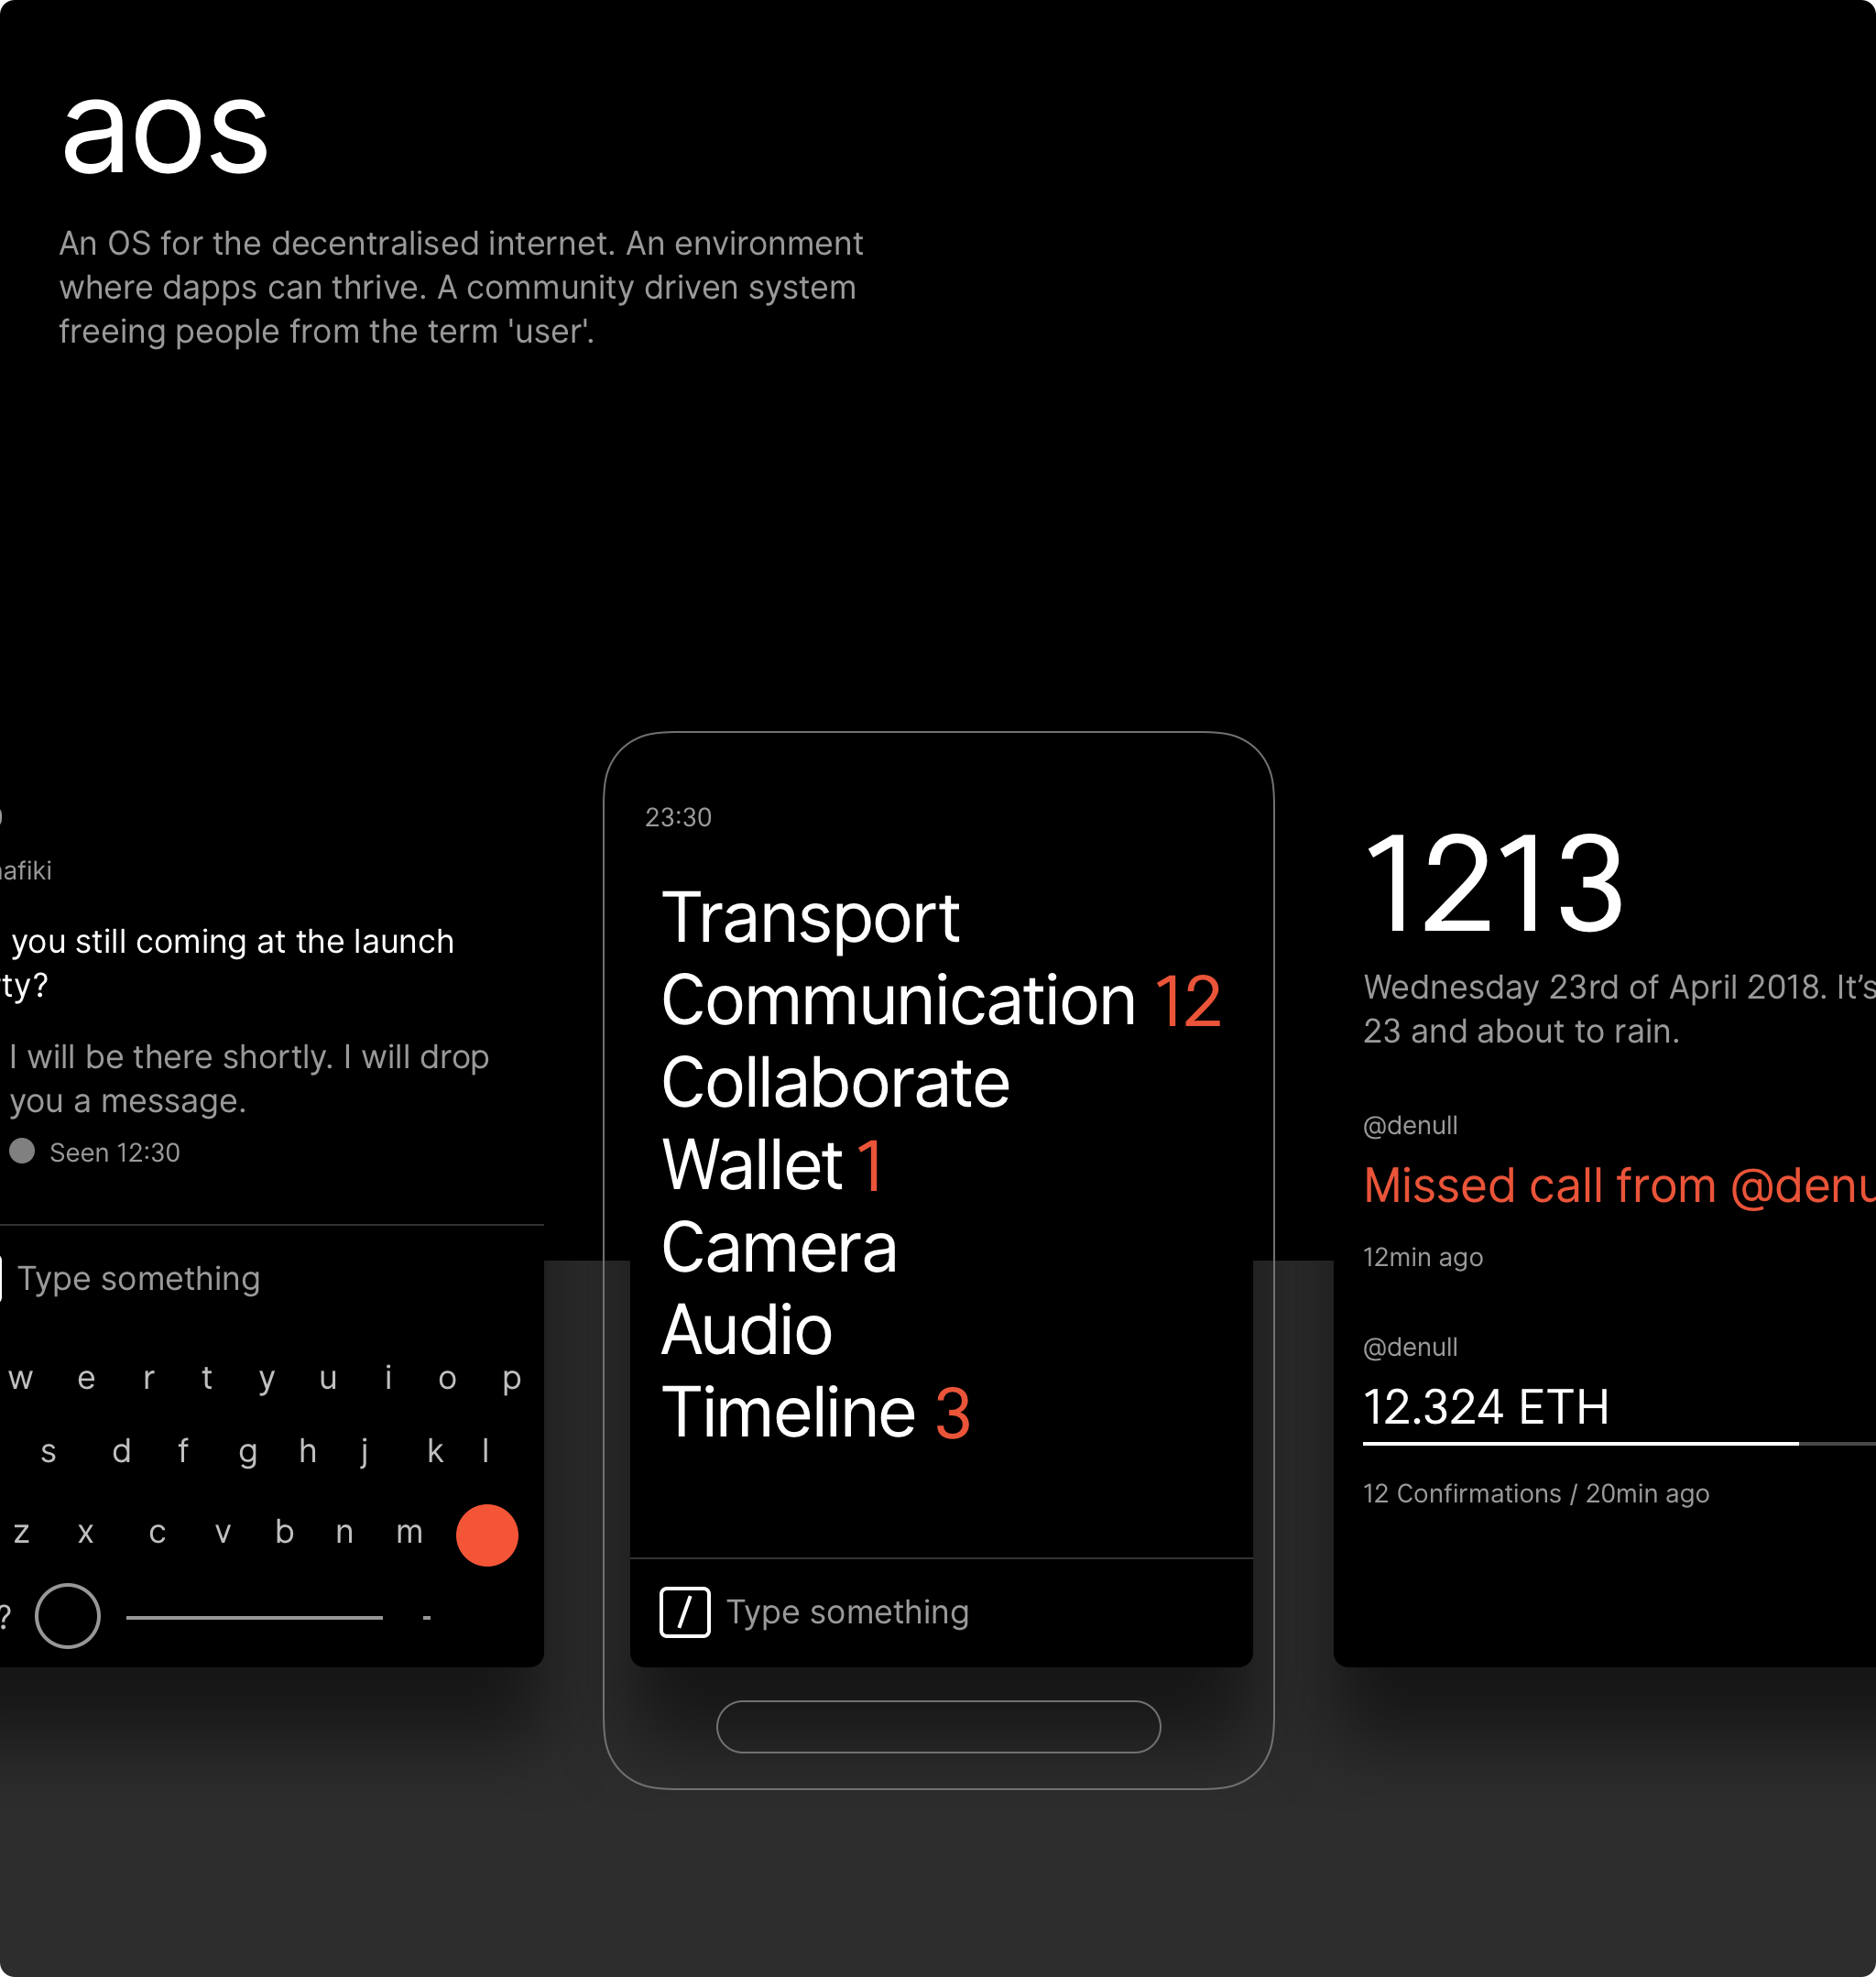 aos
An OS for the decentralised internet. An environment
where dapps can thrive. A community driven system
freeing people from the term 'user'.
afiki
you still coming at the launch
ty?
I will be there shortly. I will drop
you a message.
Seen 12:30
Type something
w e r t y u i o p
s d f g h j k l
z x c v b n m
? -
23:30
Transport
Communication 12
Collaborate
Wallet 1
Camera
Audio
Timeline 3
/ Type something
1213
Wednesday 23rd of April 2018. It’s
23 and about to rain.
@denull
Missed call from @denu
12min ago
@denull
12.324 ETH
12 Confirmations / 20min ago